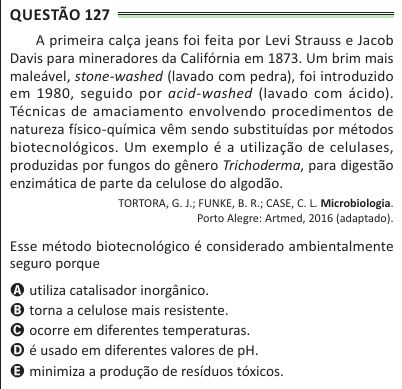 QUESTÃO 127
A primeira calça jeans foi feita por Levi Strauss e Jacob
Davis para mineradores da Califórnia em 1873. Um brim mais
maleável, stone-washed (lavado com pedra), foi introduzido
em 1980, seguido por acid-washed (lavado com ácido).
Técnicas de amaciamento envolvendo procedimentos de
natureza físico-química vêm sendo substituídas por métodos
biotecnológicos. Um exemplo é a utilização de celulases,
produzidas por fungos do gênero Trichoderma, para digestão
enzimática de parte da celulose do algodão.
TORTORA, G. J.; FUNKE, B. R.; CASE, C. L. Microbiologia.
Porto Alegre: Artmed, 2016 (adaptado).
Esse método biotecnológico é considerado ambientalmente
seguro porque
A utiliza catalisador inorgânico.
B torna a celulose mais resistente.
C ocorre em diferentes temperaturas.
D é usado em diferentes valores de pH.
E minimiza a produção de resíduos tóxicos.